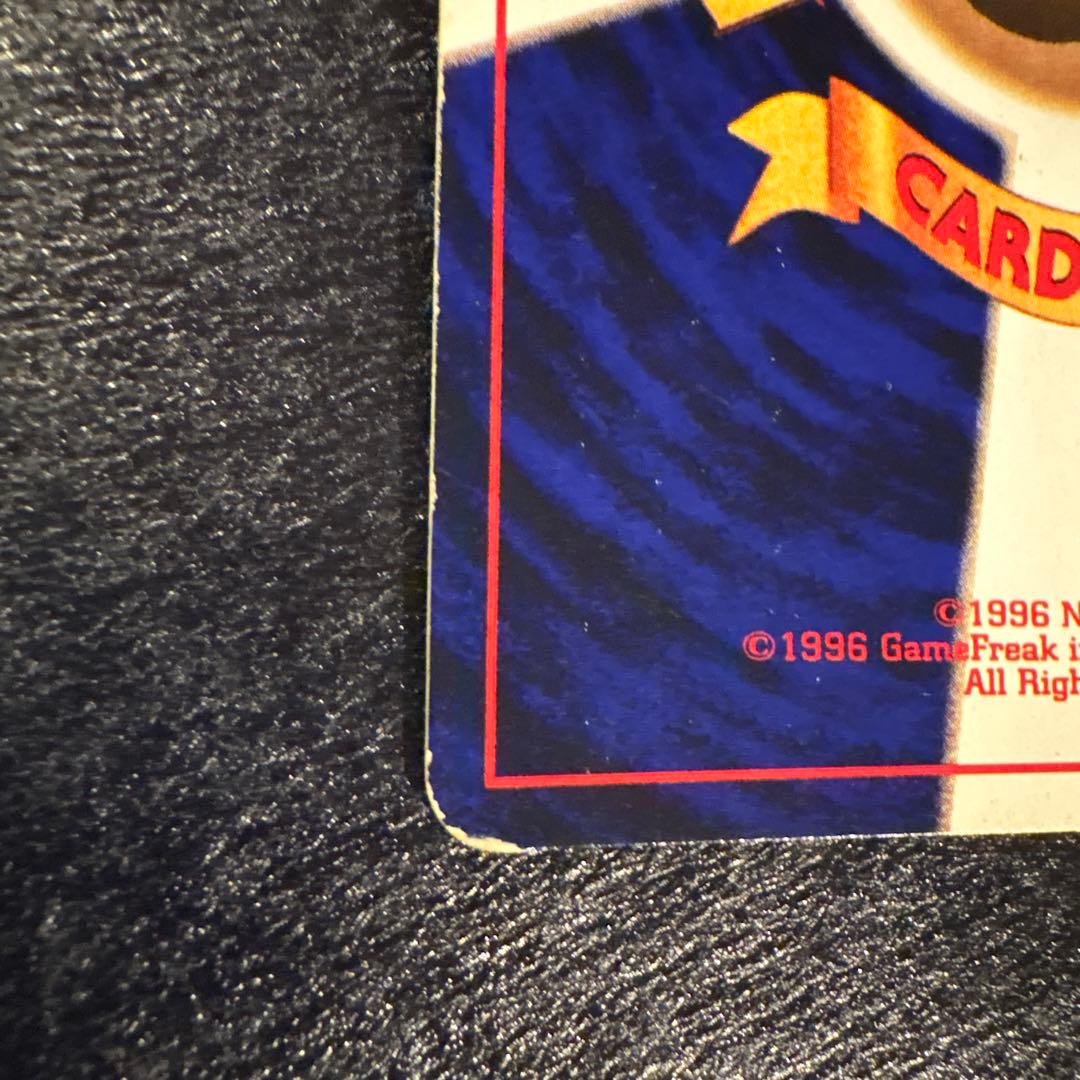 CARD
©1996 N
©1996 GameFreak i
All Righ